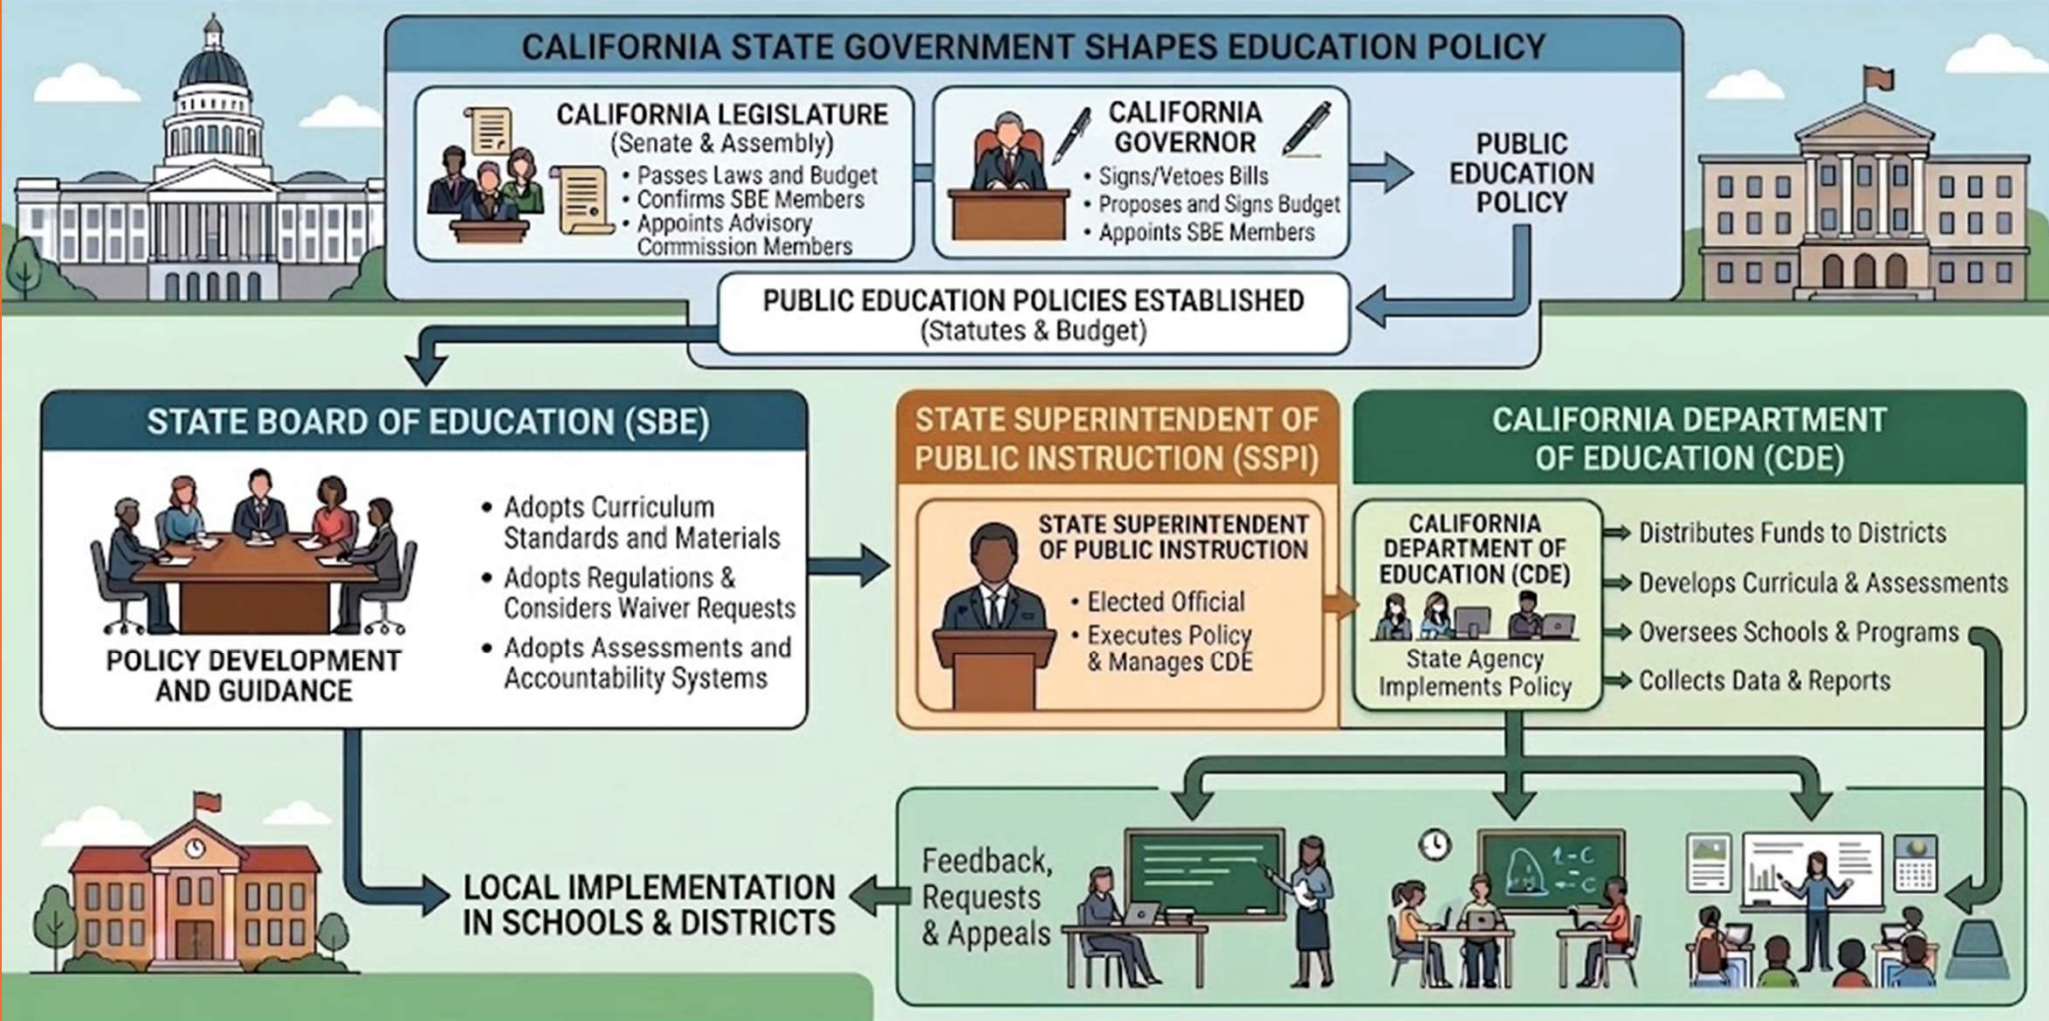 CALIFORNIA STATE GOVERNMENT SHAPES EDUCATION POLICY
CALIFORNIA LEGISLATURE
(Senate & Assembly)
• Passes Laws and Budget
• Confirms SBE Members
• Appoints Advisory
Commission Members
CALIFORNIA
GOVERNOR
• Signs/Vetoes Bills
• Proposes and Signs Budget
• Appoints SBE Members
PUBLIC
EDUCATION
POLICY
PUBLIC EDUCATION POLICIES ESTABLISHED
(Statutes & Budget)
STATE BOARD OF EDUCATION (SBE)
POLICY DEVELOPMENT
AND GUIDANCE
• Adopts Curriculum
Standards and Materials
• Adopts Regulations &
Considers Waiver Requests
• Adopts Assessments and
Accountability Systems
STATE SUPERINTENDENT OF
PUBLIC INSTRUCTION (SSPI)
STATE SUPERINTENDENT
OF PUBLIC INSTRUCTION
• Elected Official
• Executes Policy
& Manages CDE
CALIFORNIA DEPARTMENT
OF EDUCATION (CDE)
CALIFORNIA
DEPARTMENT OF
EDUCATION (CDE)
State Agency
Implements Policy
Distributes Funds to Districts
Develops Curricula & Assessments
Oversees Schools & Programs
Collects Data & Reports
LOCAL IMPLEMENTATION
IN SCHOOLS & DISTRICTS
Feedback,
Requests
& Appeals